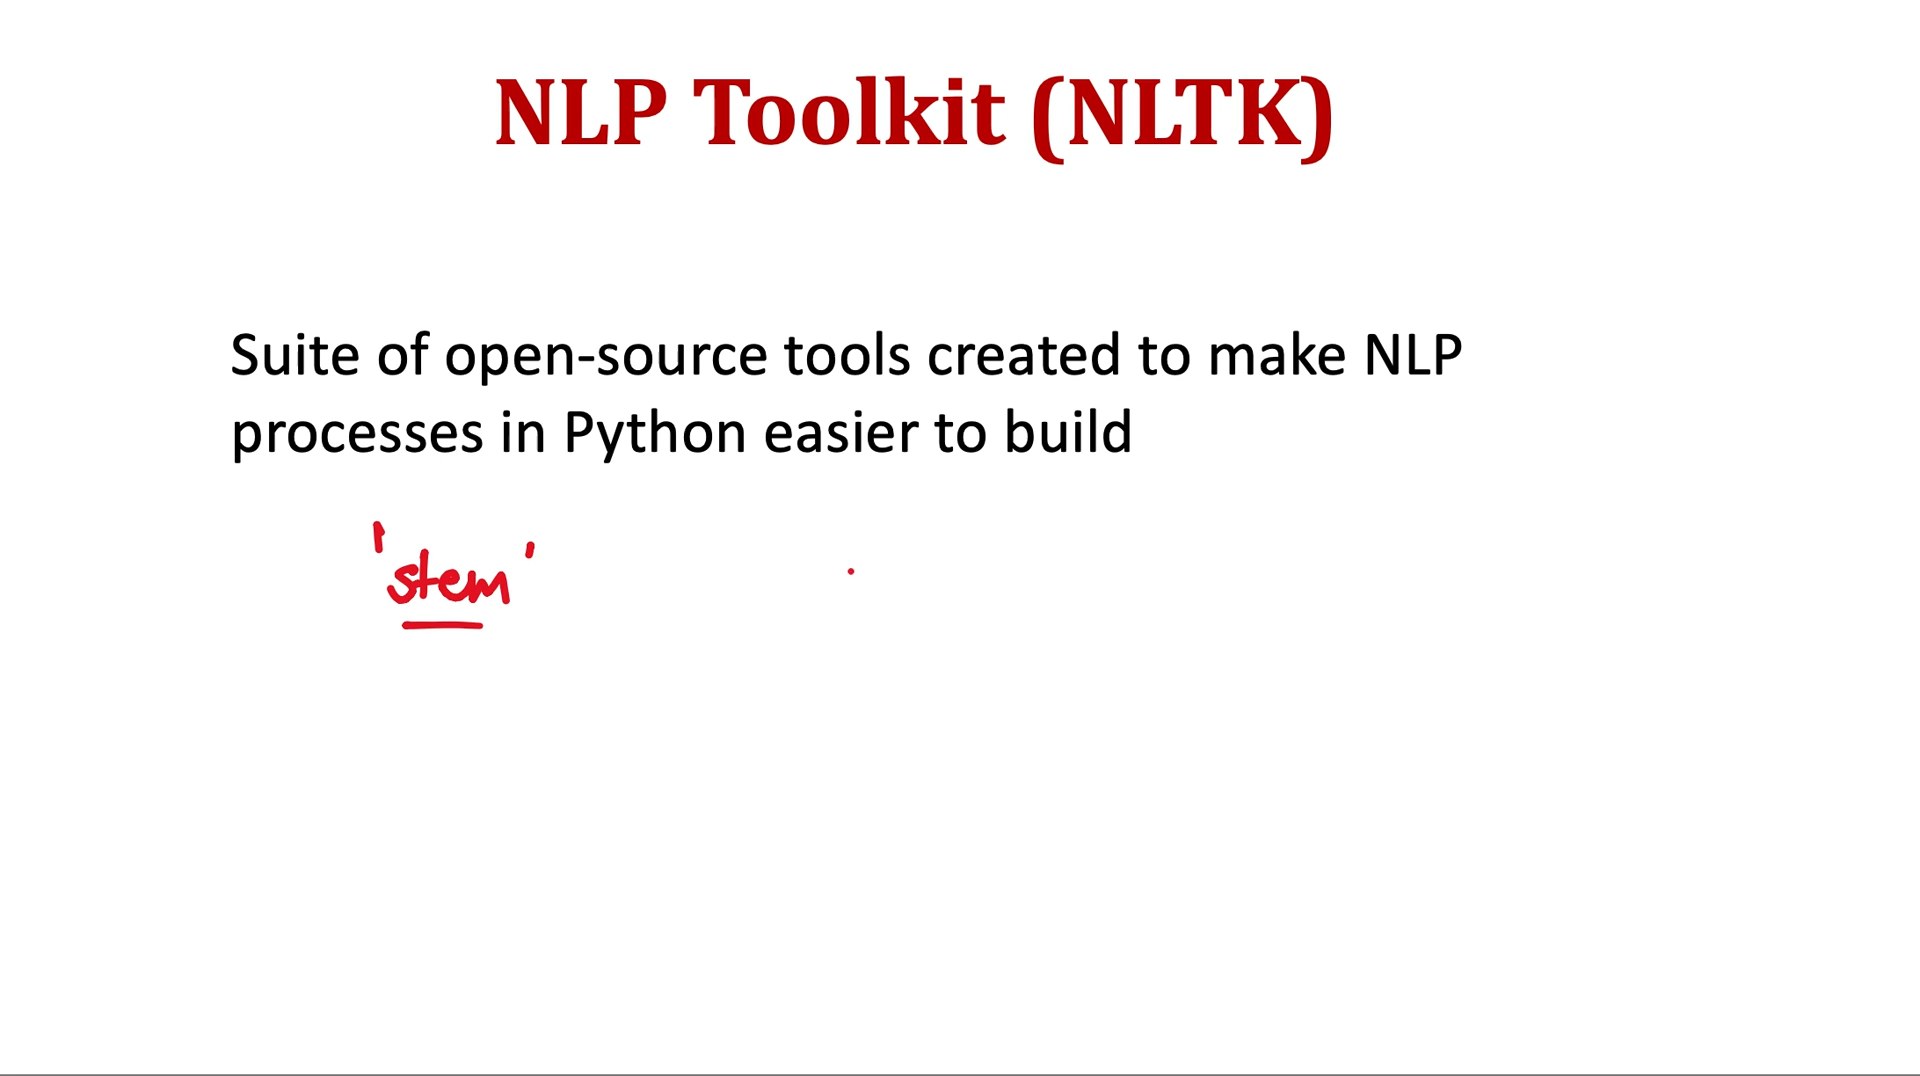 NLP Toolkit (NLTK)
Suite of open-source tools created to make NLP
processes in Python easier to build
'stem'